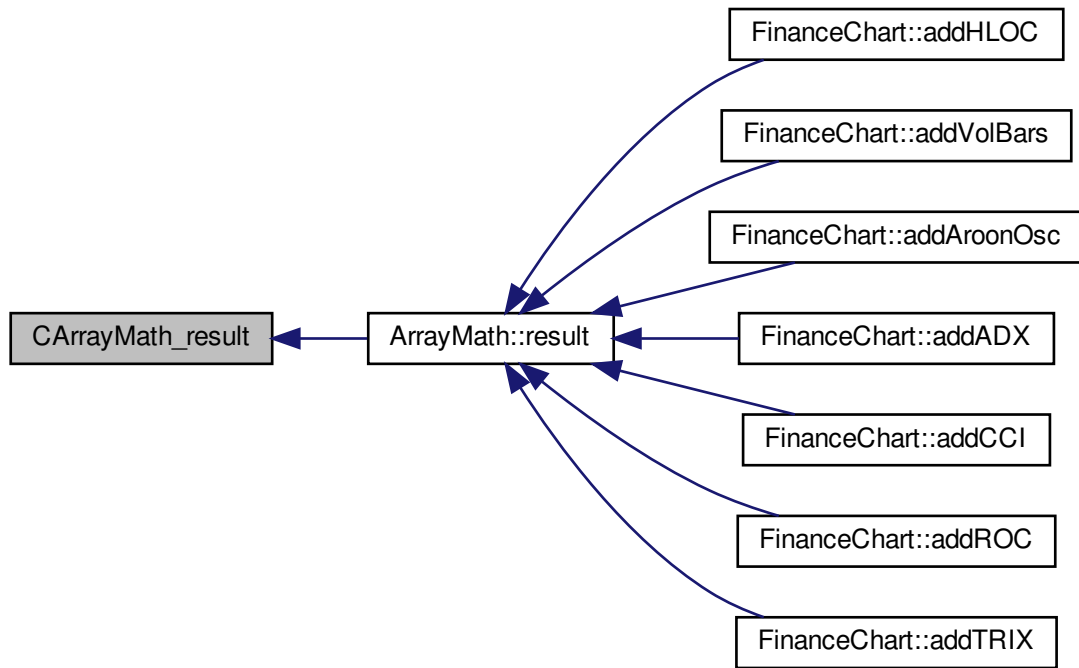 FinanceChart::addHLOC
FinanceChart::addVolBars
FinanceChart::addAroonOsc
CArrayMath_result
ArrayMath::result
FinanceChart::addADX
FinanceChart::addCCI
FinanceChart::addROC
FinanceChart::addTRIX